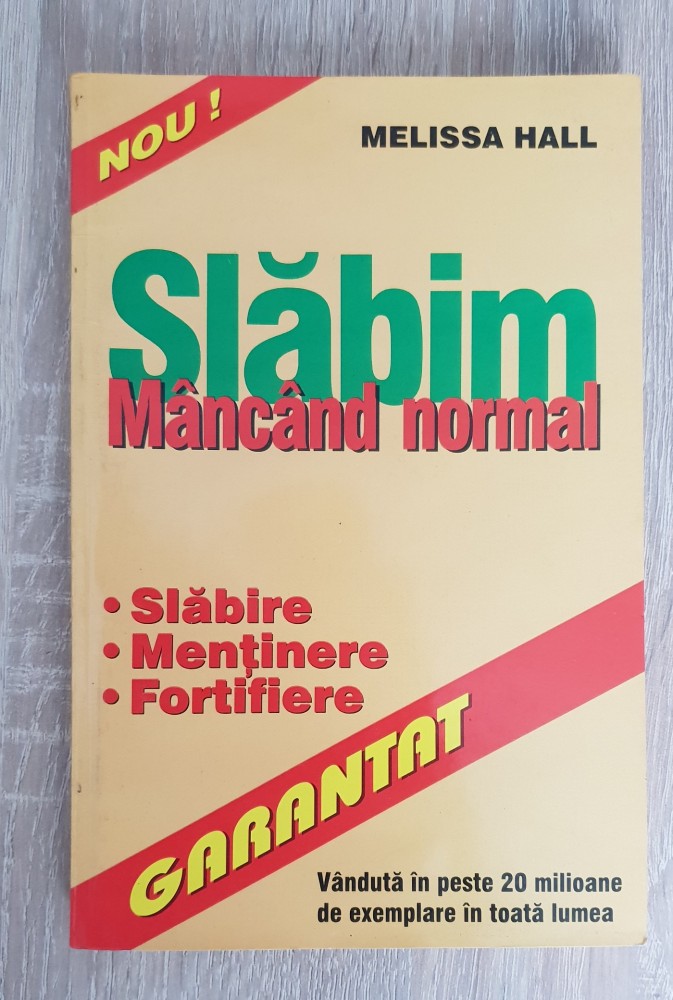 NOU !
MELISSA HALL
Slăbim
Mâncând normal
• Slăbire
• Menținere
• Fortifiere
GARANTAT
Vândută în peste 20 milioane
de exemplare în toată lumea